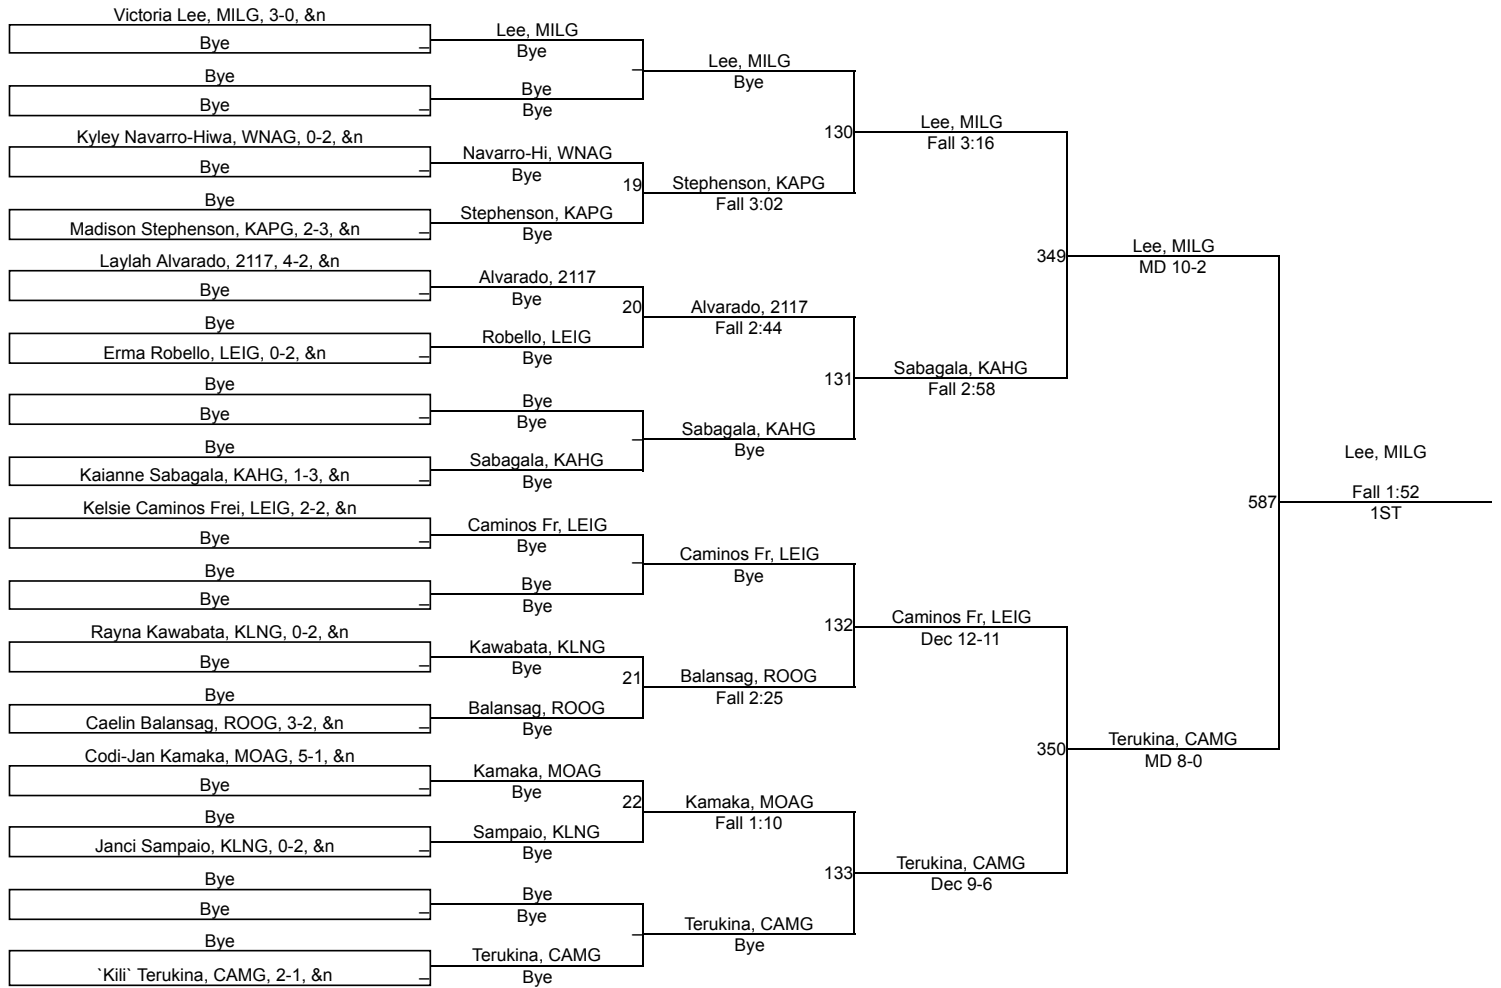 Victoria Lee, MILG, 3-0, &n
Bye
Bye
Bye
Kyley Navarro-Hiwa, WNAG, 0-2, &n
Bye
Bye
Madison Stephenson, KAPG, 2-3, &n
Laylah Alvarado, 2117, 4-2, &n
Bye
Bye
Erma Robello, LEIG, 0-2, &n
Bye
Bye
Bye
Kaianne Sabagala, KAHG, 1-3, &n
Kelsie Caminos Frei, LEIG, 2-2, &n
Bye
Bye
Bye
Rayna Kawabata, KLNG, 0-2, &n
Bye
Bye
Caelin Balansag, ROOG, 3-2, &n
Codi-Jan Kamaka, MOAG, 5-1, &n
Bye
Bye
Janci Sampaio, KLNG, 0-2, &n
Bye
Bye
Bye
`Kili` Terukina, CAMG, 2-1, &n
Lee, MILG
Bye
Bye
Bye
Navarro-Hi, WNAG
Bye
19
Stephenson, KAPG
Bye
Alvarado, 2117
Bye
20
Robello, LEIG
Bye
Bye
Bye
Sabagala, KAHG
Bye
Caminos Fr, LEIG
Bye
Bye
Bye
Kawabata, KLNG
Bye
21
Balansag, ROOG
Bye
Kamaka, MOAG
Bye
22
Sampaio, KLNG
Bye
Bye
Bye
Terukina, CAMG
Bye
Lee, MILG
Bye
130
Stephenson, KAPG
Fall 3:02
Alvarado, 2117
Fall 2:44
131
Sabagala, KAHG
Bye
Caminos Fr, LEIG
Bye
132
Balansag, ROOG
Fall 2:25
Kamaka, MOAG
Fall 1:10
133
Terukina, CAMG
Bye
Lee, MILG
Fall 3:16
349
Sabagala, KAHG
Fall 2:58
Caminos Fr, LEIG
Dec 12-11
350
Terukina, CAMG
Dec 9-6
Lee, MILG
MD 10-2
587
Terukina, CAMG
MD 8-0
Lee, MILG
Fall 1:52
1ST